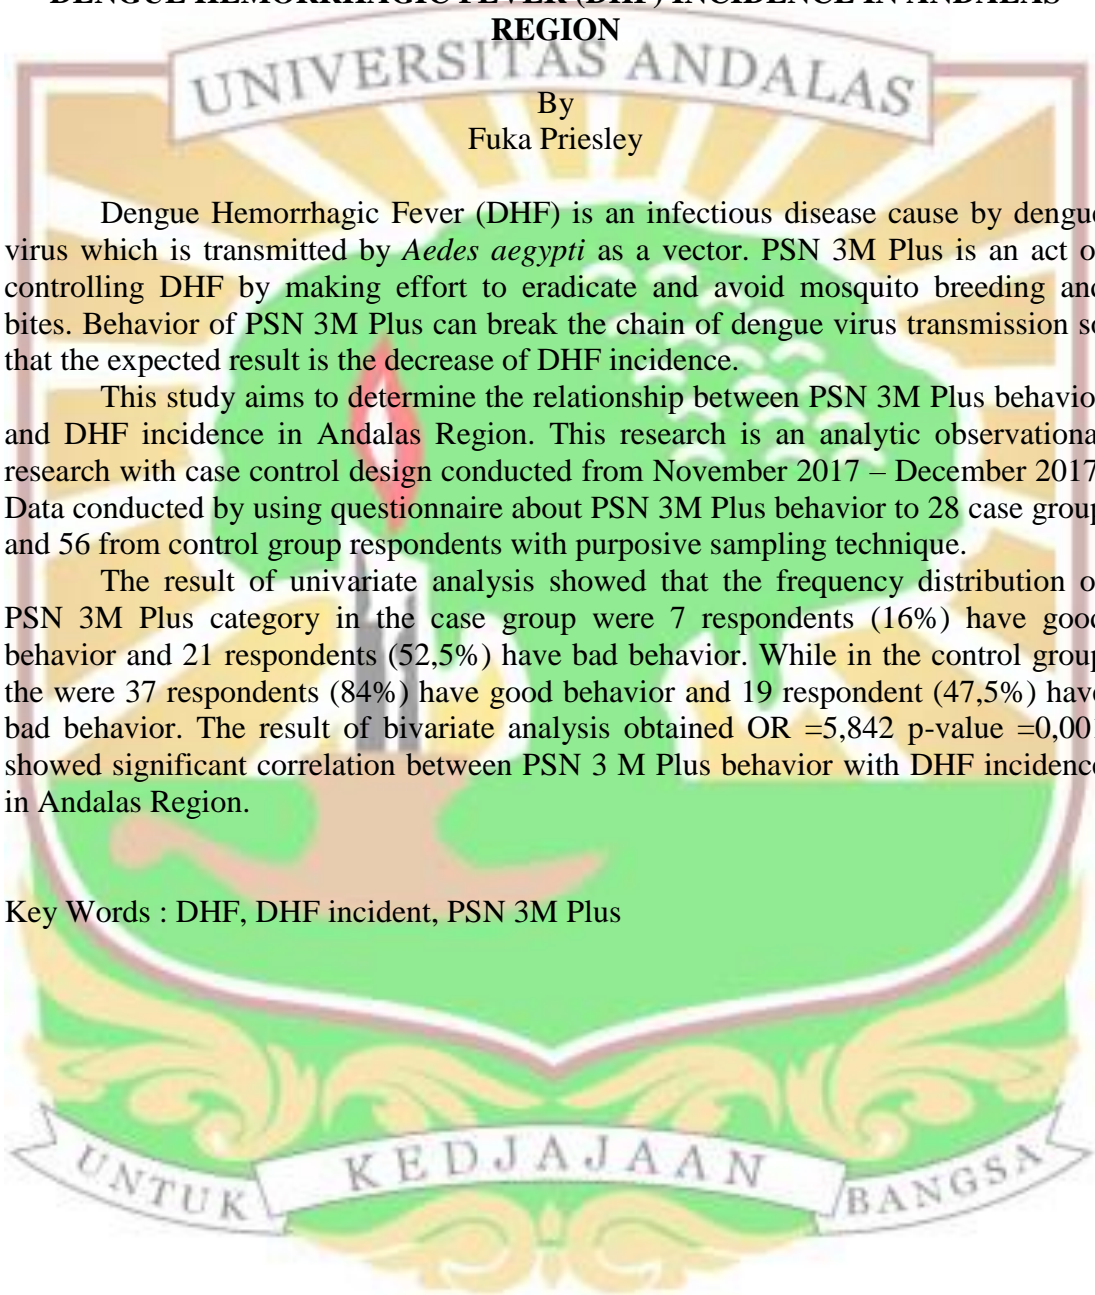 DENGUE HEMORRHAGIC FEVER (DHF) INCIDENCE IN ANDALAS
REGION
UNIVERSITAS ANDALAS
By
Fuka Priesley
Dengue Hemorrhagic Fever (DHF) is an infectious disease cause by dengue
virus which is transmitted by Aedes aegypti as a vector. PSN 3M Plus is an act o
controlling DHF by making effort to eradicate and avoid mosquito breeding and
bites. Behavior of PSN 3M Plus can break the chain of dengue virus transmission so
that the expected result is the decrease of DHF incidence.
This study aims to determine the relationship between PSN 3M Plus behavio
and DHF incidence in Andalas Region. This research is an analytic observationa
research with case control design conducted from November 2017 – December 2017
Data conducted by using questionnaire about PSN 3M Plus behavior to 28 case group
and 56 from control group respondents with purposive sampling technique.
The result of univariate analysis showed that the frequency distribution o
PSN 3M Plus category in the case group were 7 respondents (16%) have good
behavior and 21 respondents (52,5%) have bad behavior. While in the control group
the were 37 respondents (84%) have good behavior and 19 respondent (47,5%) have
bad behavior. The result of bivariate analysis obtained OR =5,842 p-value =0,001
showed significant correlation between PSN 3 M Plus behavior with DHF incidence
in Andalas Region.
Key Words : DHF, DHF incident, PSN 3M Plus
UNTUK KEDJAJAAN BANGSA